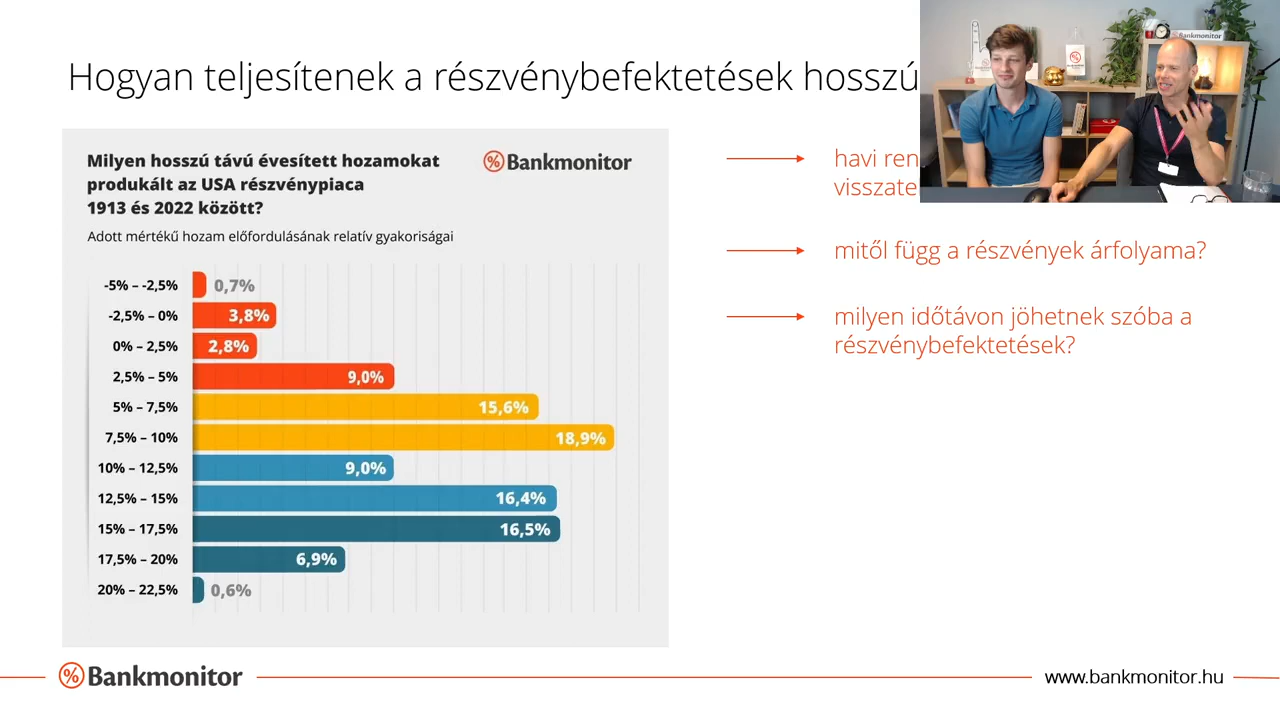 Hogyan teljesítenek a részvénybefektetések hosszú
Milyen hosszú távú évesített hozamokat
produkált az USA részvénypiaca
1913 és 2022 között?
Bankmonitor
Adott mértékű hozam előfordulásának relatív gyakoriságai
-5% – -2,5% 0,7%
-2,5% – 0% 3,8%
0% – 2,5% 2,8%
2,5% – 5% 9,0%
5% – 7,5% 15,6%
7,5% – 10% 18,9%
10% – 12,5% 9,0%
12,5% – 15% 16,4%
15% – 17,5% 16,5%
17,5% – 20% 6,9%
20% – 22,5% 0,6%
havi ren
visszate
mitől függ a részvények árfolyama?
milyen időtávon jöhetnek szóba a
részvénybefektetések?
Bankmonitor
Bankmonitor
www.bankmonitor.hu